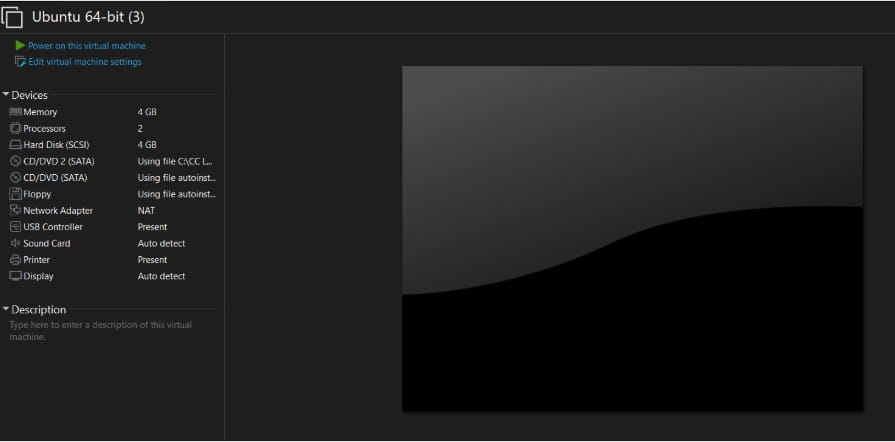 Ubuntu 64-bit (3)
Power on this virtual machine
Edit virtual machine settings
Devices
Memory 4 GB
Processors 2
Hard Disk (SCSI) 4 GB
CD/DVD 2 (SATA) Using file C:\CC L...
CD/DVD (SATA) Using file autoinst...
Floppy Using file autoinst...
Network Adapter NAT
USB Controller Present
Sound Card Auto detect
Printer Present
Display Auto detect
Description
Type here to enter a description of this virtual
machine.